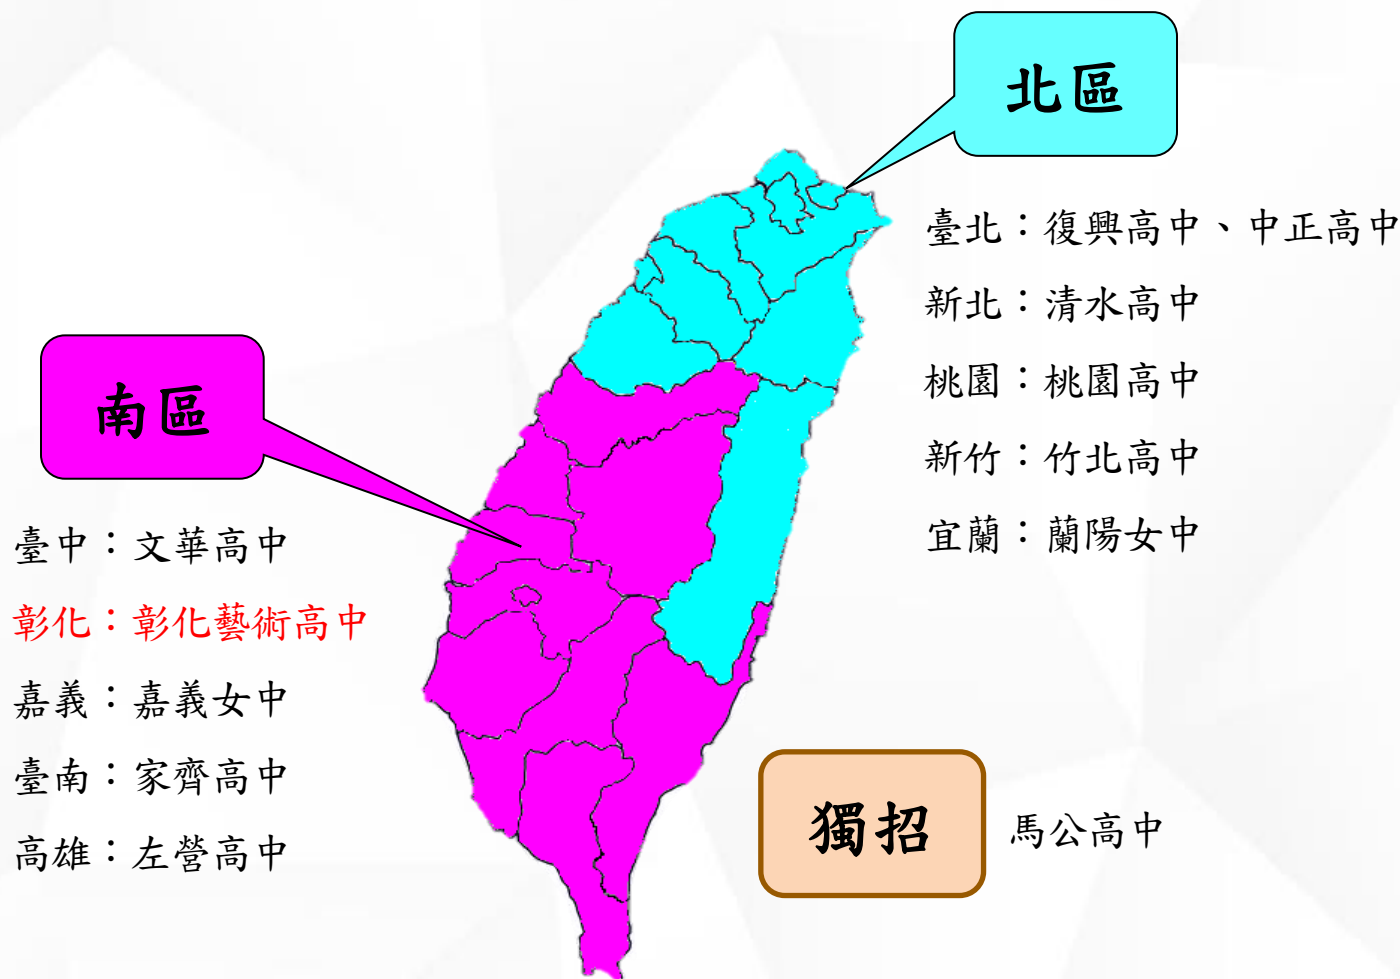 北區
臺北：復興高中、中正高中
新北：清水高中
桃園：桃園高中
新竹：竹北高中
宜蘭：蘭陽女中
南區
臺中：文華高中
彰化：彰化藝術高中
嘉義：嘉義女中
臺南：家齊高中
高雄：左營高中
獨招
馬公高中